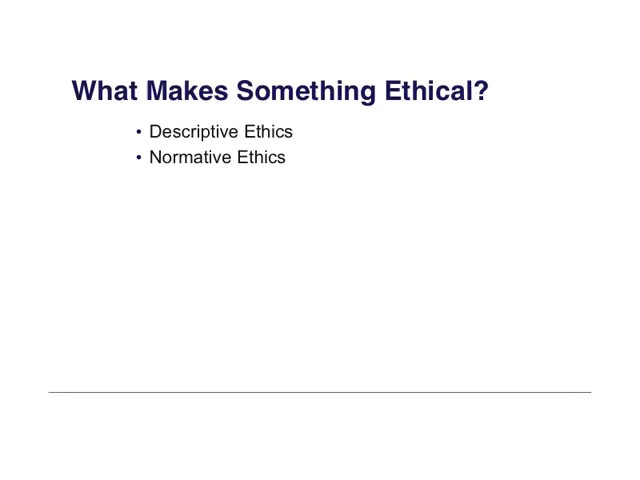 What Makes Something Ethical?
• Descriptive Ethics
• Normative Ethics